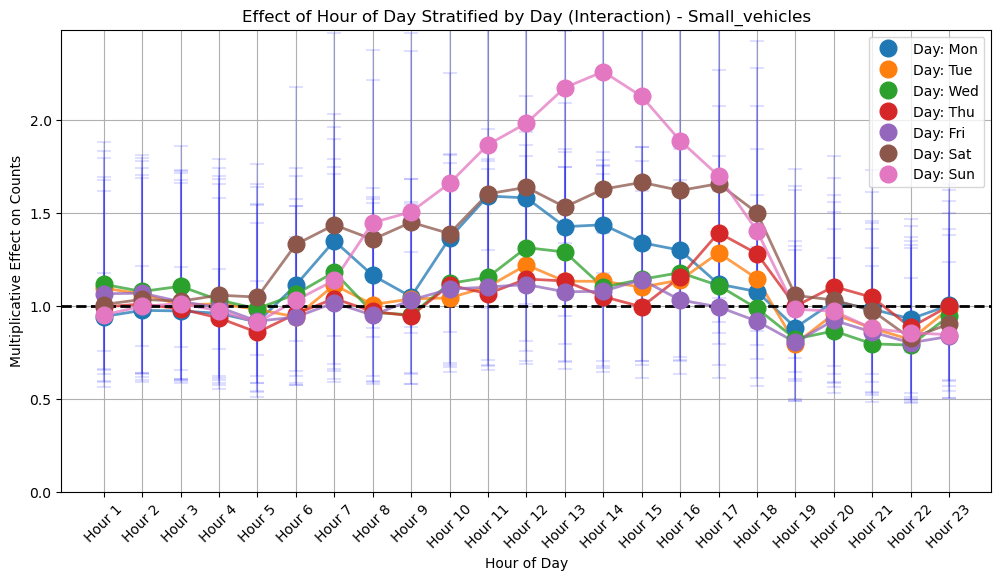 Effect of Hour of Day Stratified by Day (Interaction) - Small_vehicles
Multiplicative Effect on Counts
2.0
1.5
1.0
0.5
0.0
Day: Mon
Day: Tue
Day: Wed
Day: Thu
Day: Fri
Day: Sat
Day: Sun
Hour 1
Hour 2
Hour 3
Hour 4
Hour 5
Hour 6
Hour 7
Hour 8
Hour 9
Hour 10
Hour 11
Hour 12
Hour 13
Hour 14
Hour 15
Hour 16
Hour 17
Hour 18
Hour 19
Hour 20
Hour 21
Hour 22
Hour 23
Hour of Day